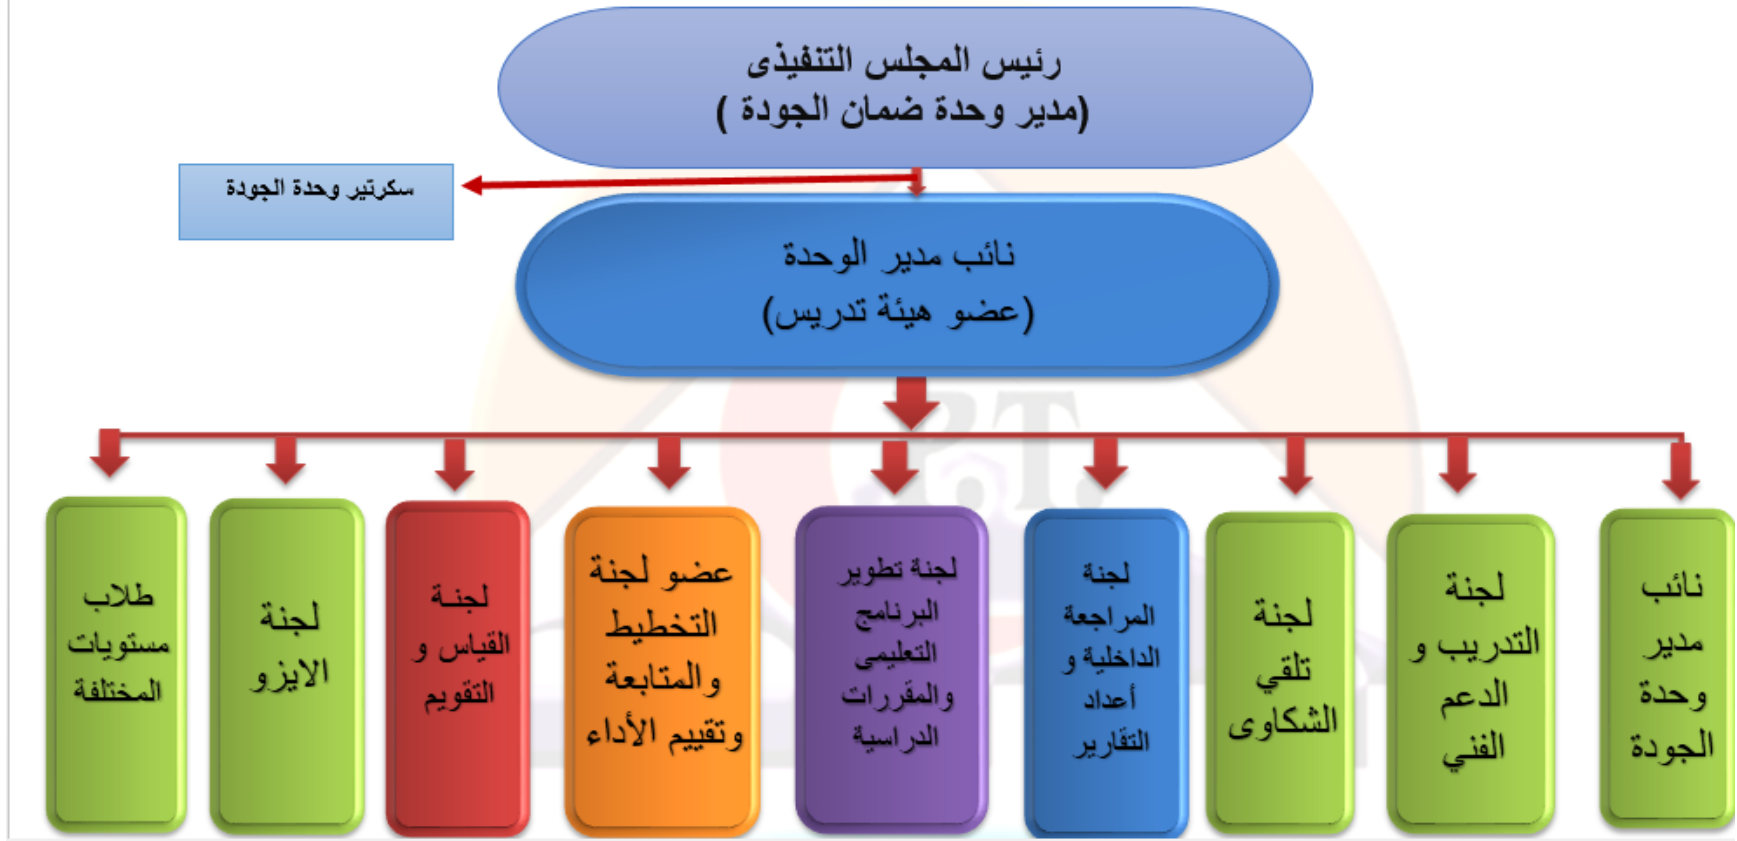 رئيس المجلس التنفيذى
(مدير وحدة ضمان الجودة )
سكرتير وحدة الجودة
نائب مدير الوحدة
(عضو هيئة تدريس)
نائب
مدير
وحدة
الجودة
لجنة
التدريب و
الدعم
الفني
لجنة
تلقي
الشكاوى
لجنة
المراجعة
الداخلية و
أعداد
التقارير
لجنة تطوير
البرنامج
التعليمى
والمقررات
الدراسية
عضو لجنة
التخطيط
والمتابعة
وتقييم الأداء
لجنة
القياس و
التقويم
لجنة
الايزو
طلاب
مستويات
المختلفة
P.T.